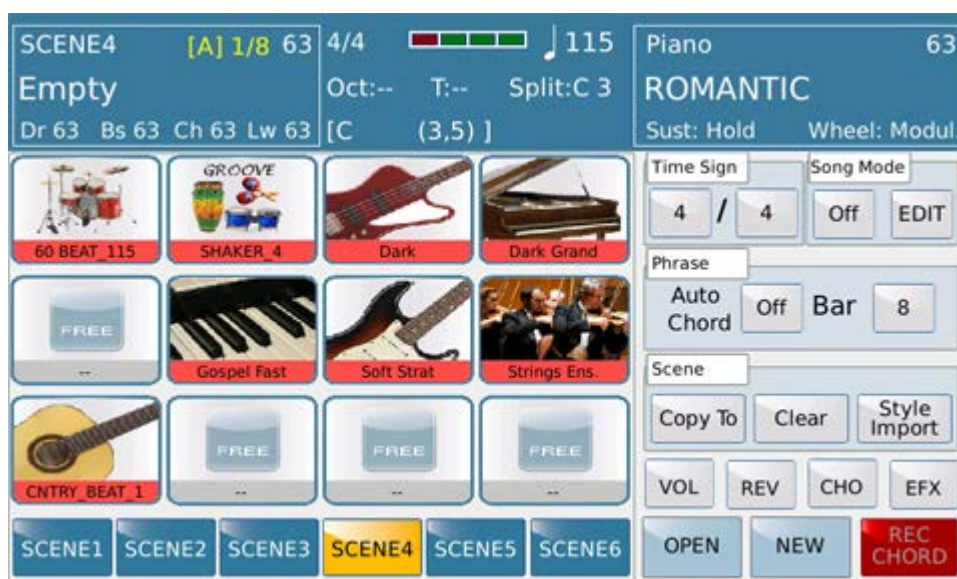 SCENE4 [A] 1/8 63
Empty
Dr 63 Bs 63 Ch 63 Lw 63
4/4 115
Oct:-- T:-- Split:C 3
[C (3,5) ]
Piano 63
ROMANTIC
Sust: Hold Wheel: Modul.
60 BEAT_115
GROOVE
SHAKER_4
Dark
Dark Grand
FREE
--
Gospel Fast
Soft Strat
Strings Ens.
CNTRY_BEAT_1
FREE
--
FREE
--
FREE
--
SCENE1 SCENE2 SCENE3 SCENE4 SCENE5 SCENE6
Time Sign
4 / 4
Song Mode
Off EDIT
Phrase
Auto
Chord
Off Bar 8
Scene
Copy To Clear Style
Import
VOL REV CHO EFX
OPEN NEW REC
CHORD